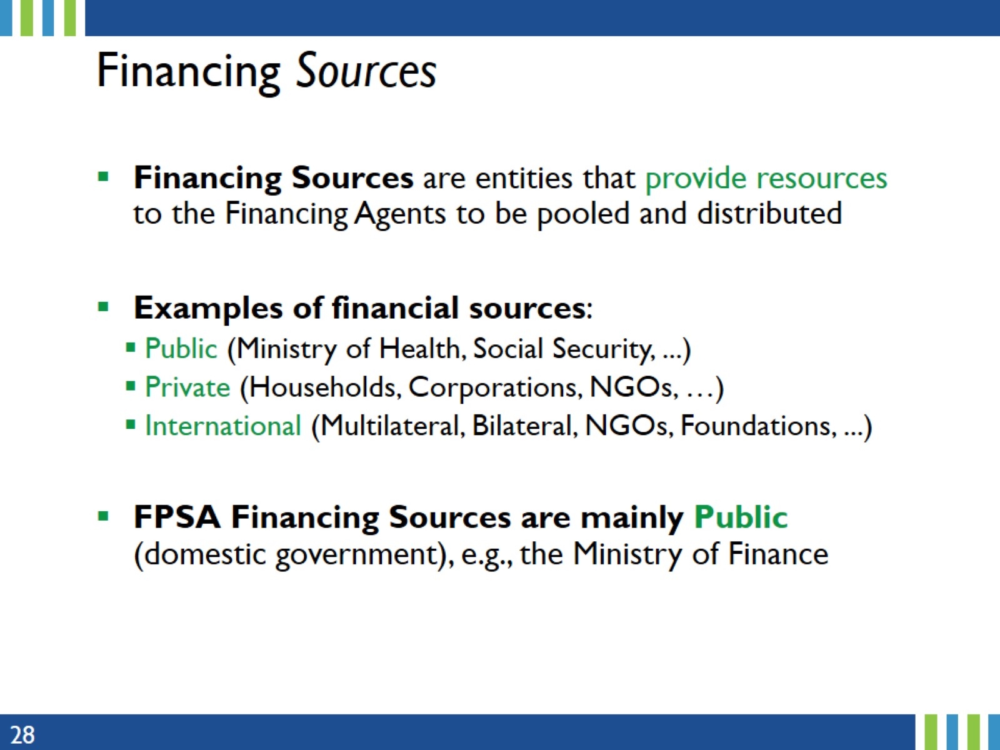 Financing Sources
▪ Financing Sources are entities that provide resources
to the Financing Agents to be pooled and distributed
▪ Examples of financial sources:
▪ Public (Ministry of Health, Social Security, ...)
▪ Private (Households, Corporations, NGOs, …)
▪ International (Multilateral, Bilateral, NGOs, Foundations, ...)
▪ FPSA Financing Sources are mainly Public
(domestic government), e.g., the Ministry of Finance
28